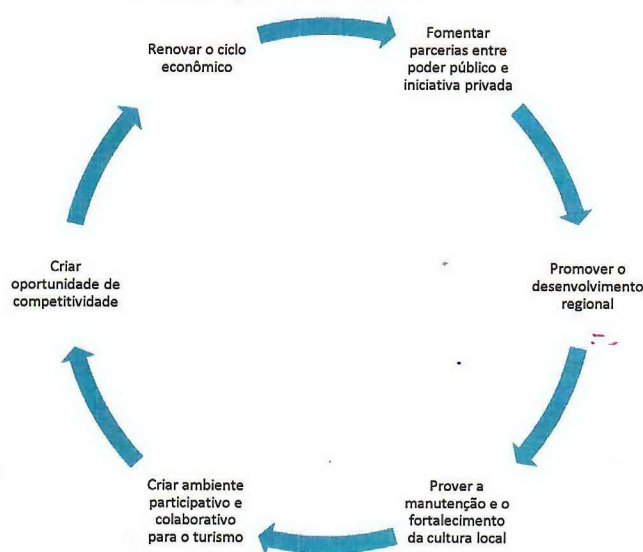 Renovar o ciclo
econômico
Fomentar
parcerias entre
poder público e
iniciativa privada
Promover o
desenvolvimento
regional
Prover a
manutenção e o
fortalecimento
da cultura local
Criar ambiente
participativo e
colaborativo
para o turismo
Criar
oportunidade de
competitividade